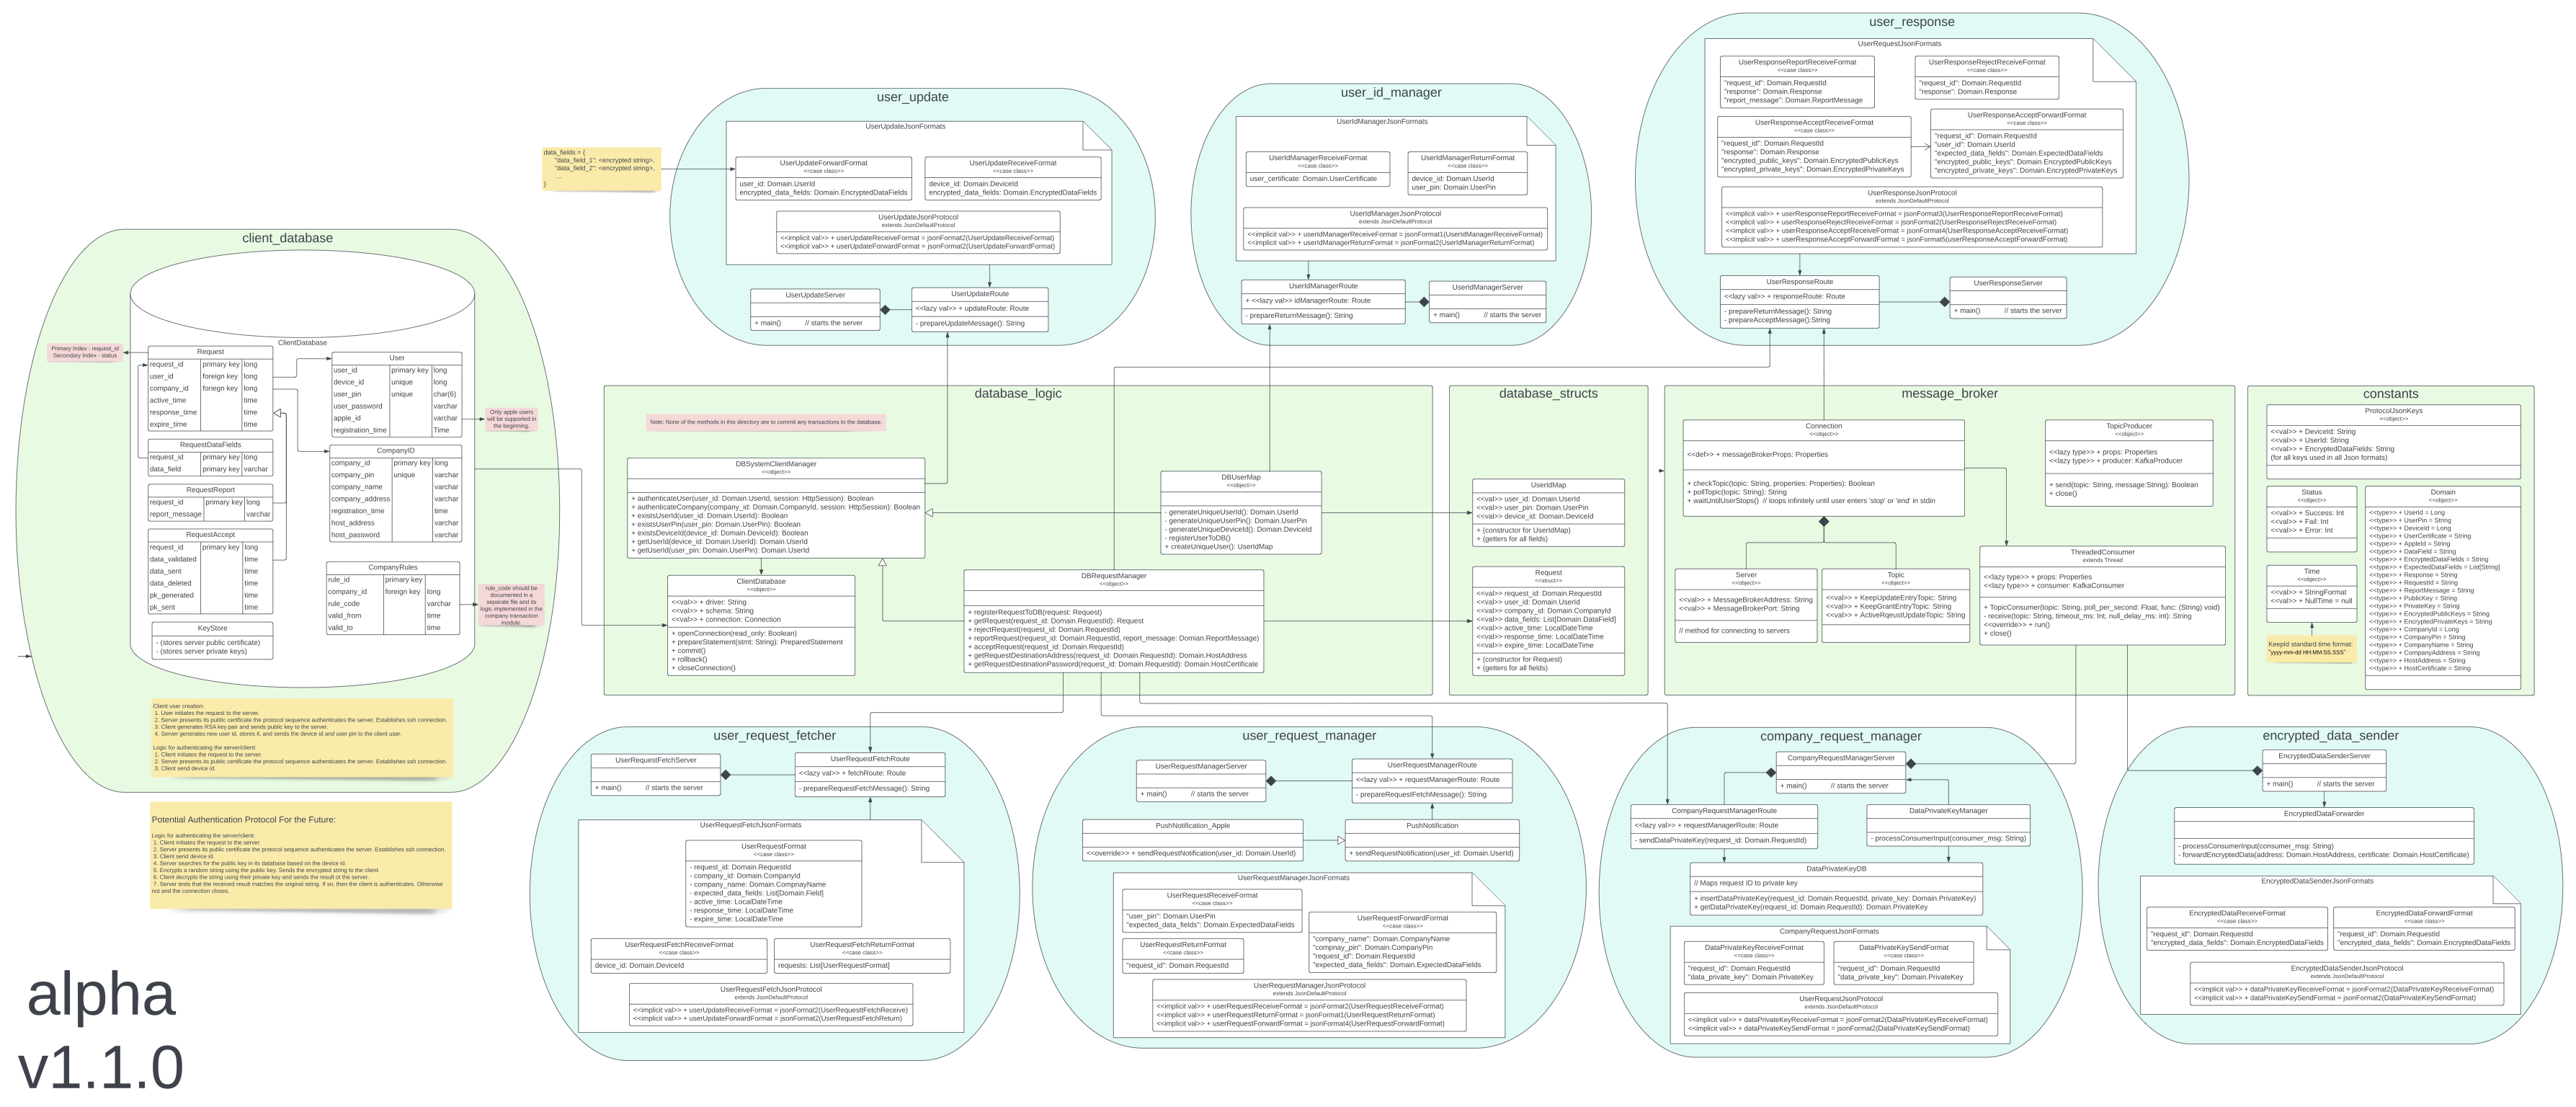 user_response
UserRequestJsonFormats
UserResponseReportReceiveFormat
<<case class>>
"request_id": Domain.RequestId
"response": Domain.Response
"report_message": Domain.ReportMessage
UserResponseRejectReceiveFormat
<<case class>>
"request_id": Domain.RequestId
"response": Domain.Response
UserResponseAcceptReceiveFormat
<<case class>>
"request_id": Domain.RequestId
"response": Domain.Response
"encrypted_public_keys": Domain.EncryptedPublicKeys
"encrypted_private_keys": Domain.EncryptedPrivateKeys
UserResponseAcceptForwardFormat
<<case class>>
"request_id": Domain.RequestId
"user_id": Domain.UserId
"expected_data_fields": Domain.ExpectedDataFields
"encrypted_public_keys": Domain.EncryptedPublicKeys
"encrypted_private_keys": Domain.EncryptedPrivateKeys
UserResponseJsonProtocol
extends JsonDefaultProtocol
<<implicit val>> + userResponseReportReceiveFormat = jsonFormat3(UserResponseReportReceiveFormat)
<<implicit val>> + userResponseRejectReceiveFormat = jsonFormat2(UserResponseRejectReceiveFormat)
<<implicit val>> + userResponseAcceptReceiveFormat = jsonFormat4(UserResponseAcceptReceiveFormat)
<<implicit val>> + userResponseAcceptForwardFormat = jsonFormat5(userResponseAcceptForwardFormat)
UserResponseRoute
<<lazy val>> + responseRoute: Route
- prepareReturnMessage(): String
- prepareAcceptMessage():String
UserResponseServer
+ main() // starts the server
user_update
UserUpdateJsonFormats
data_fields = {
"data_field_1": <encrypted string>,
"data_field_2": <encrypted string>,
...
}
UserUpdateForwardFormat
<<case class>>
user_id: Domain.UserId
encrypted_data_fields: Domain.EncryptedDataFields
UserUpdateReceiveFormat
<<case class>>
device_id: Domain.DeviceId
encrypted_data_fields: Domain.EncryptedDataFields
UserUpdateJsonProtocol
extends JsonDefaultProtocol
<<implicit val>> + userUpdateReceiveFormat = jsonFormat2(UserUpdateReceiveFormat)
<<implicit val>> + userUpdateForwardFormat = jsonFormat2(UserUpdateForwardFormat)
UserUpdateServer
+ main() // starts the server
UserUpdateRoute
<<lazy val>> + updateRoute: Route
- prepareUpdateMessage(): String
user_id_manager
UserIdManagerJsonFormats
UserIdManagerReceiveFormat
<<case class>>
user_certificate: Domain.UserCertificate
UserIdManagerReturnFormat
<<case class>>
device_id: Domain.UserId
user_pin: Domain.UserPin
UserIdManagerJsonProtocol
extends JsonDefaultProtocol
<<implicit val>> + userIdManagerReceiveFormat = jsonFormat1(UserIdManagerReceiveFormat)
<<implicit val>> + userIdManagerReturnFormat = jsonFormat2(UserIdManagerReturnFormat)
UserIdManagerRoute
+ <<lazy val>> idManagerRoute: Route
- prepareReturnMessage(): String
UserIdManagerServer
+ main() // starts the server
client_database
ClientDatabase
Primary Index - request_id
Secondary Index - status
Request
request_id primary key long
user_id foreign key long
company_id foriegn key long
active_time time
response_time time
expire_time time
RequestDataFields
request_id primary key long
data_field primary key varchar
RequestReport
request_id primary key long
report_message varchar
RequestAccept
request_id primary key long
data_validated time
data_sent time
data_deleted time
pk_generated time
pk_sent time
KeyStore
- (stores server public certificate)
- (stores server private keys)
User
user_id primary key long
device_id unique long
user_pin unique char(6)
user_password varchar
apple_id varchar
registration_time Time
Only apple users
will be supported in
the beginning.
CompanyID
company_id primary key long
company_pin unique varchar
company_name varchar
company_address varchar
registration_time time
host_address varchar
host_password varchar
CompanyRules
rule_id primary key
company_id foreign key long
rule_code varchar
valid_from time
valid_to time
rule_code should be
documented in a
separate file and its
logic implemented in the
company transaction
module.
Client user creation:
1. User initiates the request to the server.
2. Server presents its public certificate the protocol sequence authenticates the server. Establishes ssh connection.
3. Client generates RSA key pair and sends public key to the server.
4. Server generates new user id, stores it, and sends the device id and user pin to the client user.
Logic for authenticating the server/client:
1. Client initiates the request to the server.
2. Server presents its public certificate the protocol sequence authenticates the server. Establishes ssh connection.
3. Client send device id.
Potential Authentication Protocol For the Future:
Logic for authenticating the server/client:
1. Client initiates the request to the server.
2. Server presents its public certificate the protocol sequence authenticates the server. Establishes ssh connection.
3. Client send device id.
4. Server searches for the public key in its database based on the device id.
5. Encrypts a random string using the public key. Sends the encrypted string to the client.
6. Client decrypts the string using their private key and sends the result ot the server.
7. Server tests that the received result matches the original string. If so, then the client is authenticates. Otherwise
not and the connection closes.
database_logic
Note: None of the methods in this directory are to commit any transactions to the database.
DBSystemClientManager
<<object>>
+ authenticateUser(user_id: Domain.UserId, session: HttpSession): Boolean
+ authenticateCompany(company_id: Domain.CompanyId, session: HttpSession): Boolean
+ existsUserId(user_id: Domain.UserId): Boolean
+ existsUserPin(user_pin: Domain.UserPin): Boolean
+ existsDeviceId(device_id: Domain.DeviceId): Boolean
+ getUserId(device_id: Domain.UserId): Domain.UserId
+ getUserId(user_pin: Domain.UserPin): Domain.UserId
DBUserMap
<<object>>
- generateUniqueUserId(): Domain.UserId
- generateUniqueUserPin(): Domain.UserPin
- generateUniqueDeviceId(): Domain.DeviceId
- registerUserToDB()
+ createUniqueUser(): UserIdMap
ClientDatabase
<<object>>
<<val>> + driver: String
<<val>> + schema: String
<<val>> + connection: Connection
+ openConnection(read_only: Boolean)
+ prepareStatement(stmt: String): PreparedStatement
+ commit()
+ rollback()
+ closeConnection()
DBRequestManager
<<object>>
+ registerRequestToDB(request: Request)
+ getRequest(request_id: Domain.RequestId): Request
+ rejectRequest(request_id: Domain.RequestId)
+ reportRequest(request_id: Domain.RequestId, report_message: Domian.ReportMessage)
+ acceptRequest(request_id: Domain.RequestId)
+ getRequestDestinationAddress(request_id: Domain.RequestId): Domain.HostAddress
+ getRequestDestinationPassword(request_id: Domain.RequestId): Domain.HostCertificate
database_structs
UserIdMap
<<object>>
<<val>> user_id: Domain.UserId
<<val>> user_pin: Domain.UserPin
<<val>> device_id: Domain.DeviceId
+ (constructor for UserIdMap)
+ (getters for all fields)
Request
<<struct>>
<<val>> request_id: Domain.RequestId
<<val>> user_id: Domain.UserId
<<val>> company_id: Domain.CompanyId
<<val>> data_fields: List[Domain.DataField]
<<val>> active_time: LocalDateTime
<<val>> response_time: LocalDateTime
<<val>> expire_time: LocalDateTime
+ (constructor for Request)
+ (getters for all fields)
message_broker
Connection
<<object>>
<<def>> + messageBrokerProps: Properties
+ checkTopic(topic: String, properties: Properties): Boolean
+ pollTopic(topic: String): String
+ waitUntilUserStops() // loops infinitely until user enters 'stop' or 'end' in stdin
TopicProducer
<<object>>
<<lazy type>> + props: Properties
<<lazy type>> + producer: KafkaProducer
+ send(topic: String, message:String): Boolean
+ close()
Server
<<object>>
<<val>> + MessageBrokerAddress: String
<<val>> + MessageBrokerPort: String
// method for connecting to servers
Topic
<<object>>
<<val>> + KeepUpdateEntryTopic: String
<<val>> + KeepGrantEntryTopic: String
<<val>> + ActiveReqeustUpdateTopic: String
ThreadedConsumer
extends Thread
<<lazy type>> + props: Properties
<<lazy type>> + consumer: KafkaConsumer
+ TopicConsumer(topic: String, poll_per_second: Float, func: (String) void)
- receive(topic: String, timeout_ms: Int, null_delay_ms: int): String
<<override>> + run()
+ close()
constants
ProtocolJsonKeys
<<object>>
<<val>> + DeviceId: String
<<val>> + UserId: String
<<val>> + EncryptedDataFields: String
(for all keys used in all Json formats)
Status
<<object>>
<<val>> + Success: Int
<<val>> + Fail: Int
<<val>> + Error: Int
Time
<<object>>
<<val>> + StringFormat
<<val>> + NullTime = null
KeepId standard time format:
"yyyy-mm-dd HH:MM:SS.SSS"
Domain
<<object>>
<<type>> + UserId = Long
<<type>> + UserPin = String
<<type>> + DeviceId = Long
<<type>> + UserCertificate = String
<<type>> + AppleId = String
<<type>> + DataField = String
<<type>> + EncryptedDataFields = String
<<type>> + ExpectedDataFields = List[String]
<<type>> + Response = String
<<type>> + RequestId = String
<<type>> + ReportMessage = String
<<type>> + PublicKey = String
<<type>> + PrivateKey = String
<<type>> + EncryptedPublicKeys = String
<<type>> + EncryptedPrivateKeys = String
<<type>> + CompanyId = Long
<<type>> + CompanyPin = String
<<type>> + CompanyName = String
<<type>> + CompanyAddress = String
<<type>> + HostAddress = String
<<type>> + HostCertificate = String
user_request_fetcher
UserRequestFetchServer
+ main() // starts the server
UserRequestFetchRoute
<<lazy val>> + fetchRoute: Route
- prepareRequestFetchMessage(): String
UserRequestFetchJsonFormats
UserRequestFormat
<<case class>>
- request_id: Domain.RequestId
- company_id: Domain.CompanyId
- company_name: Domain.CompnayName
- expected_data_fields: List[Domain.Field]
- active_time: LocalDateTime
- response_time: LocalDateTime
- expire_time: LocalDateTime
UserRequestFetchReceiveFormat
<<case class>>
device_id: Domain.DeviceId
UserRequestFetchReturnFormat
<<case class>>
requests: List[UserRequestFormat]
UserRequestFetchJsonProtocol
extends JsonDefaultProtocol
<<implicit val>> + userUpdateReceiveFormat = jsonFormat2(UserRequesttFetchReceive)
<<implicit val>> + userUpdateForwardFormat = jsonFormat2(UserRequestFetchReturn)
user_request_manager
UserRequestManagerServer
+ main() // starts the server
UserRequestManagerRoute
<<lazy val>> + requestManagerRoute: Route
- prepareRequestFetchMessage(): String
PushNotification_Apple
<<override>> + sendRequestNotification(user_id: Domain.UserId)
PushNotification
+ sendRequestNotification(user_id: Domain.UserId)
UserRequestManagerJsonFormats
UserRequestReceiveFormat
<<case class>>
"user_pin": Domain.UserPin
"expected_data_fields": Domain.ExpectedDataFields
UserRequestReturnFormat
<<case class>>
"request_id": Domain.RequestId
UserRequestForwardFormat
<<case class>>
"company_name": Domain.CompanyName
"compnay_pin": Domain.CompanyPin
"request_id": Domain.RequestId
"expected_data_fields": Domain.ExpectedDataFields
UserRequestManagerJsonProtocol
extends JsonDefaultProtocol
<<implicit val>> + userRequestReceiveFormat = jsonFormat2(UserRequestReceiveFormat)
<<implicit val>> + userRequestReturnFormat = jsonFormat1(UserRequestReturnFormat)
<<implicit val>> + userRequestForwardFormat = jsonFormat4(UserRequestForwardFormat)
company_request_manager
CompanyRequestManagerServer
+ main() // starts the server
CompanyRequestManagerRoute
<<lazy val>> + requestManagerRoute: Route
- sendDataPrivateKey(request_id: Domain.RequestId)
DataPrivateKeyManager
- processConsumerInput(consumer_msg: String)
DataPrivateKeyDB
// Maps request ID to private key
+ insertDataPrivateKey(request_id: Domain.RequestId, private_key: Domain.PrivateKey)
+ getDataPrivateKey(request_id: Domain.RequestId): Domain.PrivateKey
CompanyRequestJsonFormats
DataPrivateKeyReceiveFormat
<<case class>>
"request_id": Domain.RequestId
"data_private_key": Domain.PrivateKey
DataPrivateKeySendFormat
<<case class>>
"request_id": Domain.RequestId
"data_private_key": Domain.PrivateKey
UserRequestJsonProtocol
extends JsonDefaultProtocol
<<implicit val>> + dataPrivateKeyReceiveFormat = jsonFormat2(DataPrivateKeyReceiveFormat)
<<implicit val>> + dataPrivateKeySendFormat = jsonFormat2(DataPrivateKeySendFormat)
encrypted_data_sender
EncryptedDataSenderServer
+ main() // starts the server
EncryptedDataForwarder
- processConsumerInput(consumer_msg: String)
- forwardEncryptedData(address: Domain.HostAddress, certificate: Domain.HostCertificate)
EncryptedDataSenderJsonFormats
EncryptedDataReceiveFormat
<<case class>>
"request_id": Domain.RequestId
"encrypted_data_fields": Domain.EncryptedDataFields
EncryptedDataForwardFormat
<<case class>>
"request_id": Domain.RequestId
"encrypted_data_fields": Domain.EncryptedDataFields
EncryptedDataSenderJsonProtocol
extends JsonDefaultProtocol
<<implicit val>> + dataPrivateKeyReceiveFormat = jsonFormat2(DataPrivateKeyReceiveFormat)
<<implicit val>> + dataPrivateKeySendFormat = jsonFormat2(DataPrivateKeySendFormat)
alpha
v1.1.0